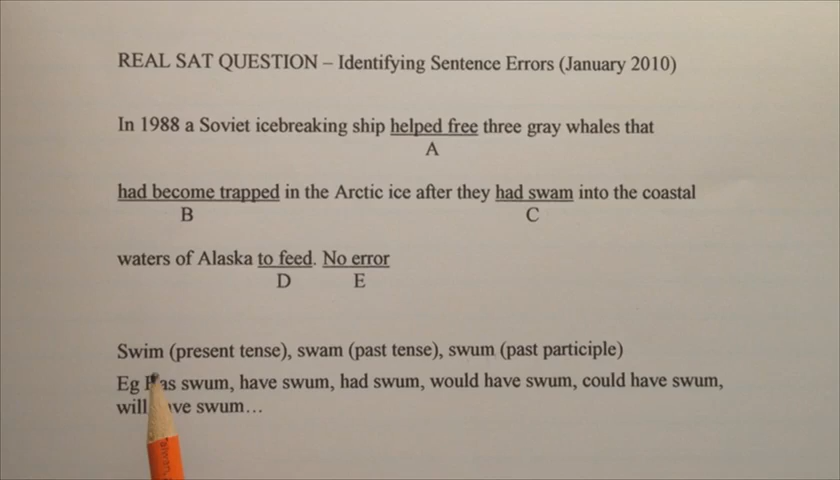 REAL SAT QUESTION – Identifying Sentence Errors (January 2010)
In 1988 a Soviet icebreaking ship helped free three gray whales that
A
had become trapped in the Arctic ice after they had swam into the coastal
B C
waters of Alaska to feed. No error
D E
Swim (present tense), swam (past tense), swum (past participle)
Eg swum, have swum, had swum, would have swum, could have swum,
will swum…